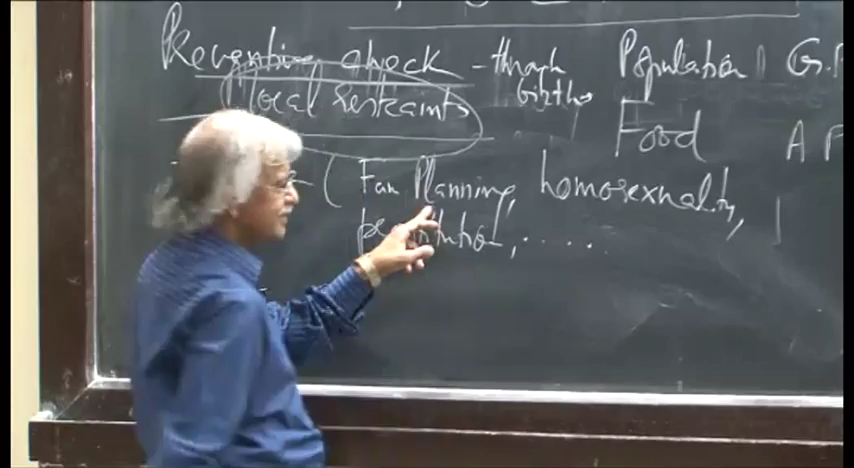 Preventive check - through Population G.
Births
Moral Restraints Food A
( Fam Planning, homosexuality,
, . . . . .